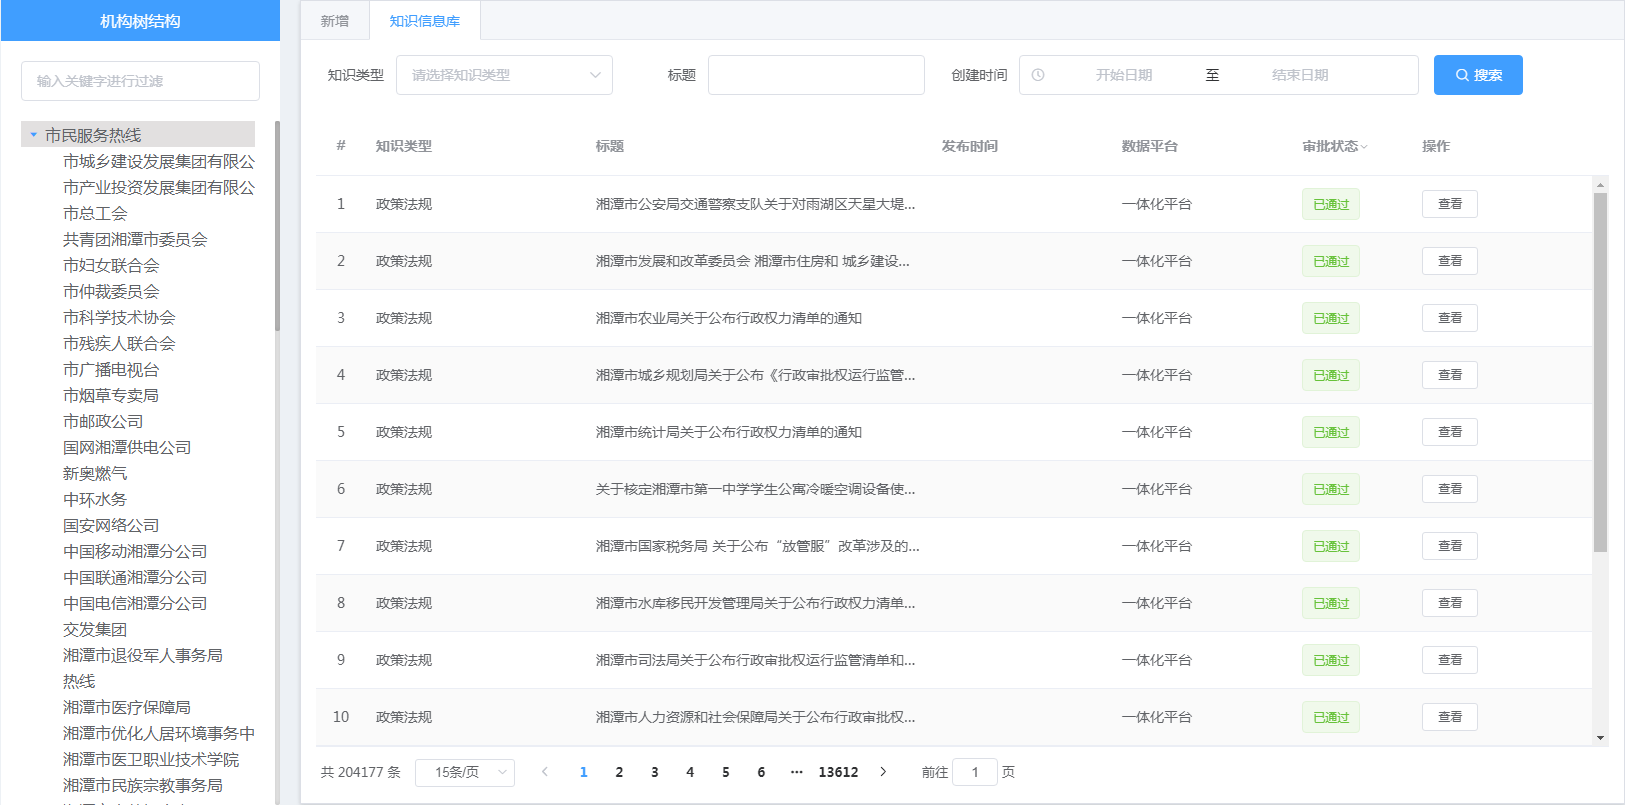 机构树结构
输入关键字进行过滤
市民服务热线
市城乡建设发展集团有限公
市产业投资发展集团有限公
市总工会
共青团湘潭市委员会
市妇女联合会
市仲裁委员会
市科学技术协会
市残疾人联合会
市广播电视台
市烟草专卖局
市邮政公司
国网湘潭供电公司
新奥燃气
中环水务
国安网络公司
中国移动湘潭分公司
中国联通湘潭分公司
中国电信湘潭分公司
交发集团
湘潭市退役军人事务局
热线
湘潭市医疗保障局
湘潭市优化人居环境事务中
湘潭市医卫职业技术学院
湘潭市民族宗教事务局
新增 知识信息库
知识类型 请选择知识类型 标题 创建时间 开始日期 至 结束日期 搜索
# 知识类型 标题 发布时间 数据平台 审批状态 操作
1 政策法规 湘潭市公安局交通警察支队关于对雨湖区天星大堤... 一体化平台 已通过 查看
2 政策法规 湘潭市发展和改革委员会 湘潭市住房和 城乡建设... 一体化平台 已通过 查看
3 政策法规 湘潭市农业局关于公布行政权力清单的通知 一体化平台 已通过 查看
4 政策法规 湘潭市城乡规划局关于公布《行政审批权运行监管... 一体化平台 已通过 查看
5 政策法规 湘潭市统计局关于公布行政权力清单的通知 一体化平台 已通过 查看
6 政策法规 关于核定湘潭市第一中学学生公寓冷暖空调设备使... 一体化平台 已通过 查看
7 政策法规 湘潭市国家税务局 关于公布“放管服”改革涉及的... 一体化平台 已通过 查看
8 政策法规 湘潭市水库移民开发管理局关于公布行政权力清单... 一体化平台 已通过 查看
9 政策法规 湘潭市司法局关于公布行政审批权运行监管清单和... 一体化平台 已通过 查看
10 政策法规 湘潭市人力资源和社会保障局关于公布行政审批权... 一体化平台 已通过 查看
共 204177 条 15条/页 1 2 3 4 5 6 ... 13612 前往 1 页